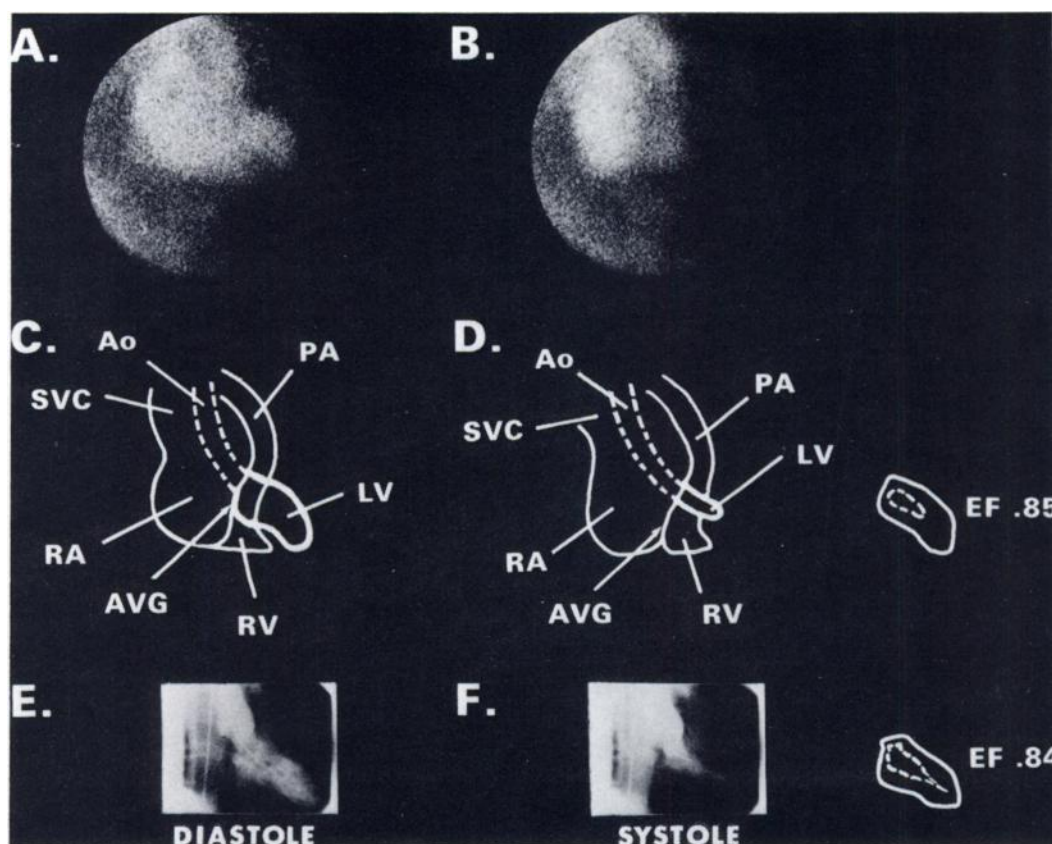 A.
B.
C.
Ao
PA
SVC
LV
RA
AVG
RV
D.
Ao
PA
SVC
LV
RA
AVG
RV
EF .85
E.
DIASTOLE
F.
SYSTOLE
EF .84